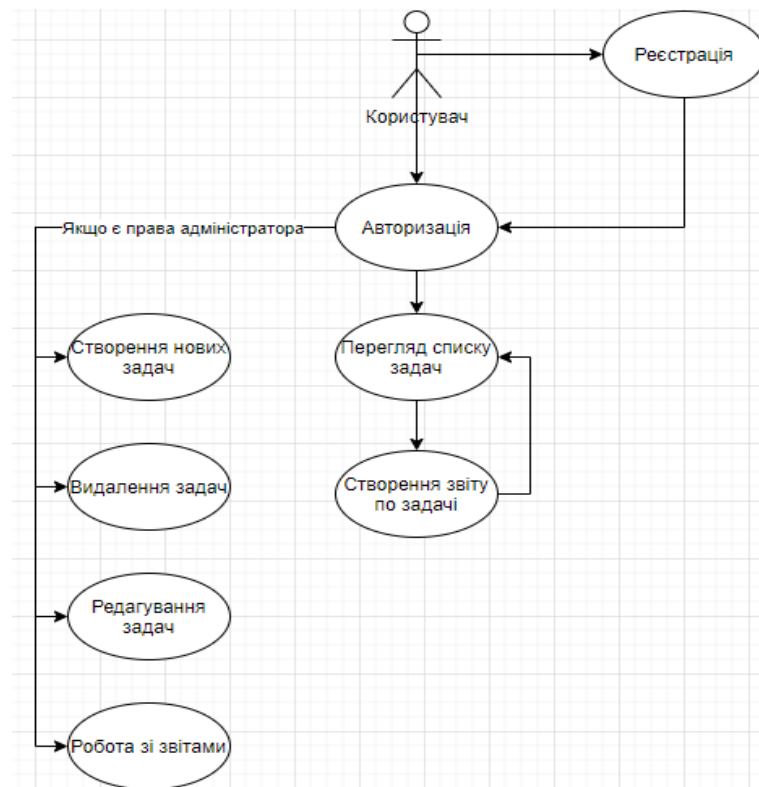 Реєстрація
Користувач
Якщо є права адміністратора
Авторизація
Створення нових
задач
Перегляд списку
задач
Видалення задач
Створення звіту
по задачі
Редагування
задач
Робота зі звітами